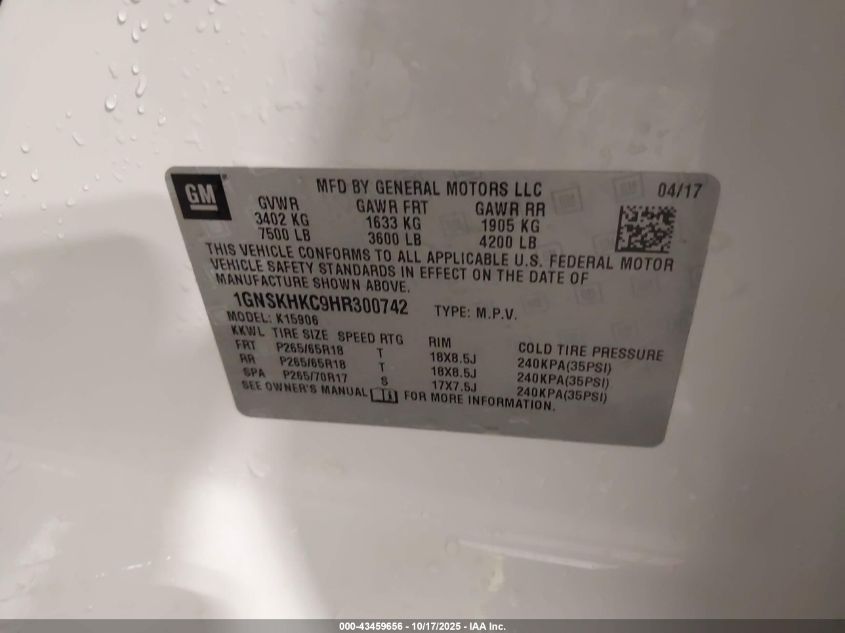 GM
MFD BY GENERAL MOTORS LLC 04/17
GVWR GAWR FRT GAWR RR
3402 KG 1633 KG 1905 KG
7500 LB 3600 LB 4200 LB
THIS VEHICLE CONFORMS TO ALL APPLICABLE U.S. FEDERAL MOTOR
VEHICLE SAFETY STANDARDS IN EFFECT ON THE DATE OF
MANUFACTURE SHOWN ABOVE.
1GNSKHKC9HR300742 TYPE: M.P.V.
MODEL: K15906
KKWL TIRE SIZE SPEED RTG RIM COLD TIRE PRESSURE
FRT P265/65R18 T 18X8.5J 240KPA(35PSI)
RR P265/65R18 T 18X8.5J 240KPA(35PSI)
SPA P265/70R17 S 17X7.5J 240KPA(35PSI)
SEE OWNER'S MANUAL FOR MORE INFORMATION.
000-43459656 - 10/17/2025 - IAA Inc.